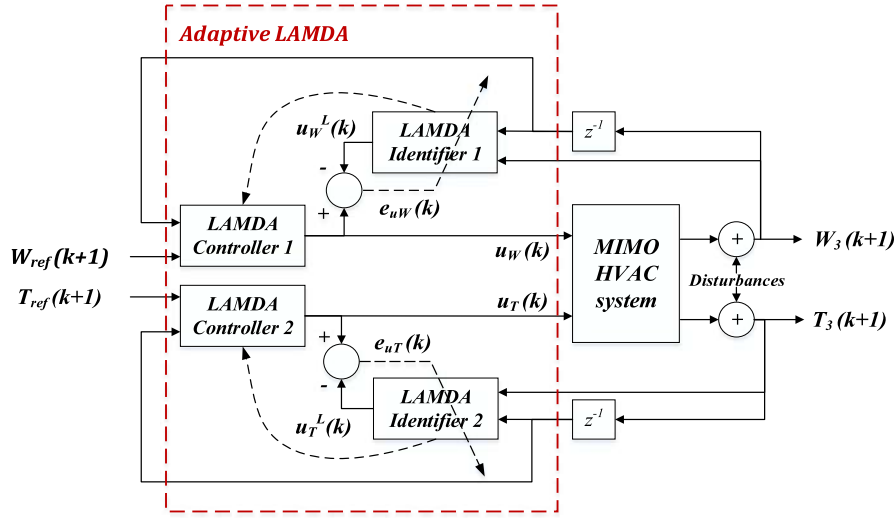 Adaptive LAMDA
u_W^L(k)
LAMDA
Identifier 1
z^-1
-
+
e_uW(k)
LAMDA
Controller 1
W_ref(k+1)
u_W(k)
MIMO
HVAC
system
+
W_3(k+1)
Disturbances
T_ref(k+1)
LAMDA
Controller 2
u_T(k)
+
T_3(k+1)
+
-
e_uT(k)
LAMDA
Identifier 2
z^-1
u_T^L(k)